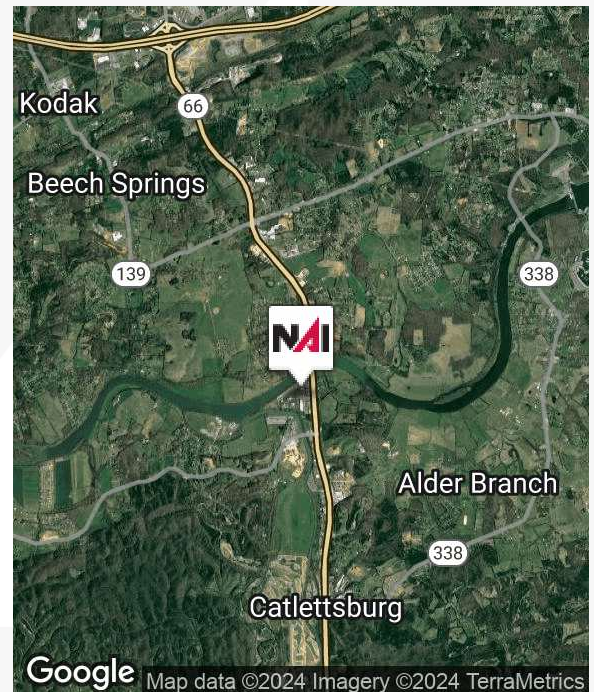 Kodak
66
Beech Springs
139
338
NAI
Alder Branch
338
Catlettsburg
Google
Map data ©2024 Imagery ©2024 TerraMetrics